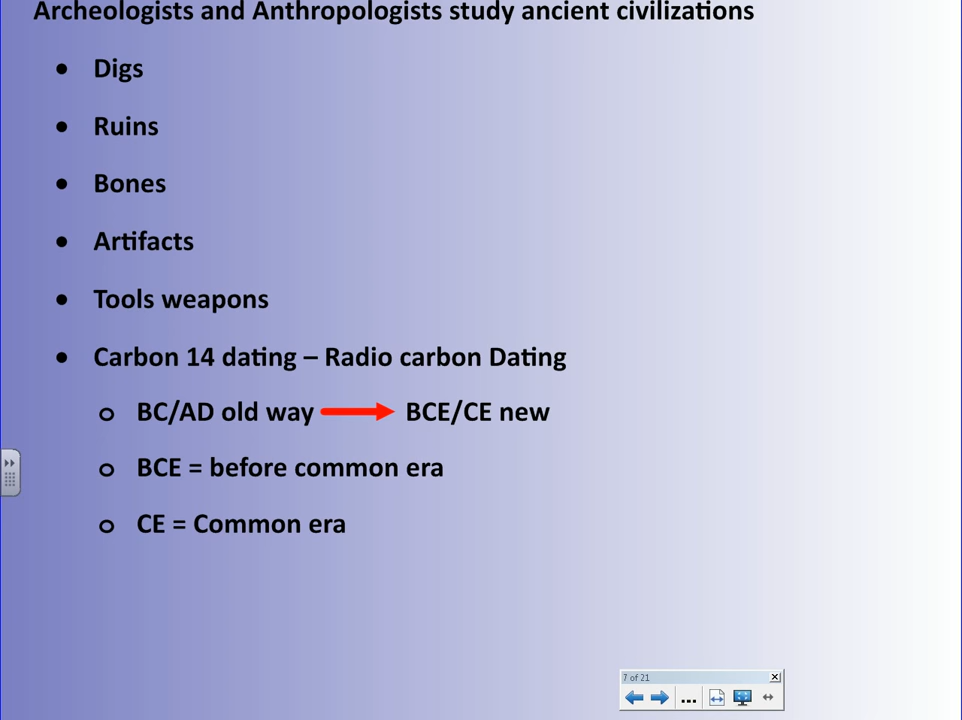 Archeologists and Anthropologists study ancient civilizations
• Digs
• Ruins
• Bones
• Artifacts
• Tools weapons
• Carbon 14 dating – Radio carbon Dating
o BC/AD old way BCE/CE new
o BCE = before common era
o CE = Common era
7 of 21
...